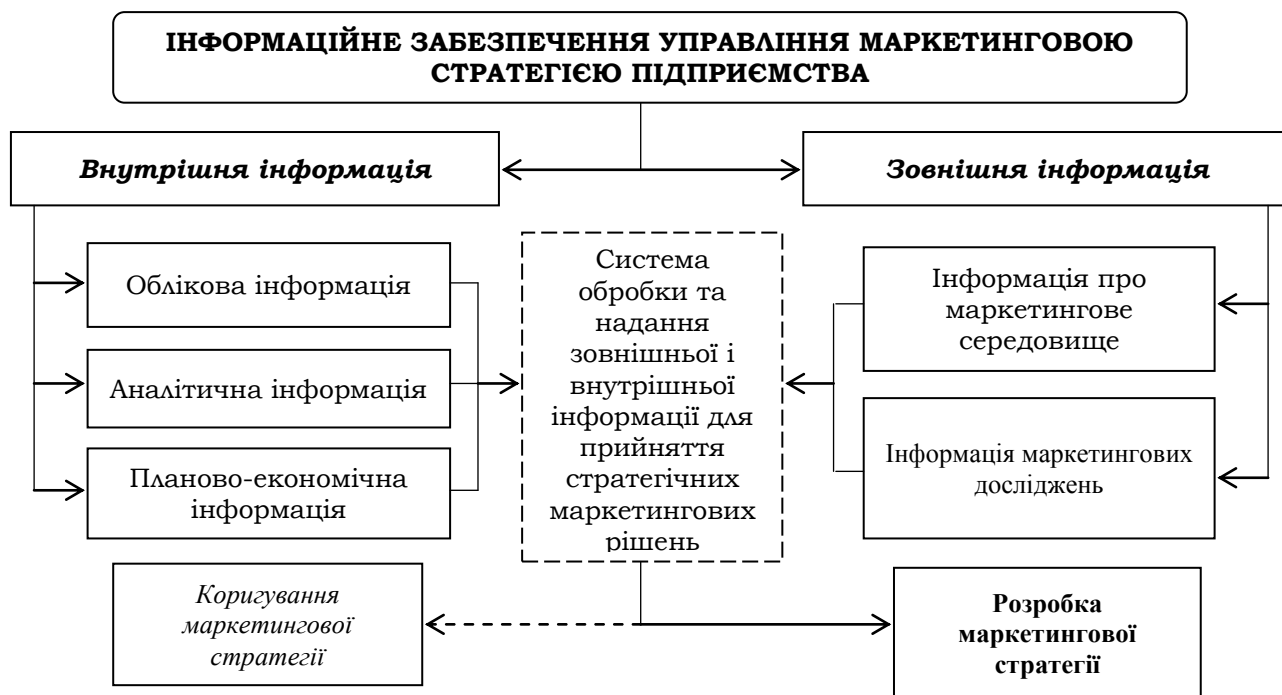 ІНФОРМАЦІЙНЕ ЗАБЕЗПЕЧЕННЯ УПРАВЛІННЯ МАРКЕТИНГОВОЮ
СТРАТЕГІЄЮ ПІДПРИЄМСТВА
Внутрішня інформація
Зовнішня інформація
Облікова інформація
Аналітична інформація
Планово-економічна
інформація
Система
обробки та
надання
зовнішньої і
внутрішньої
інформації для
прийняття
стратегічних
маркетингових
рішень
Інформація про
маркетингове
середовище
Інформація маркетингових
досліджень
Коригування
маркетингової
стратегії
Розробка
маркетингової
стратегії